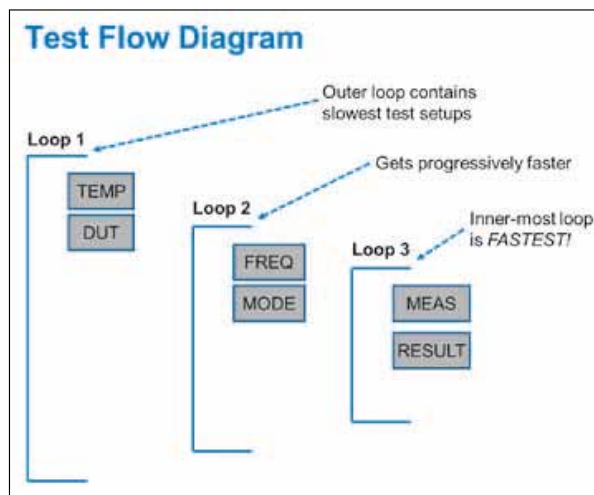 Test Flow Diagram
Outer loop contains
slowest test setups
Loop 1
Gets progressively faster
TEMP
DUT
Loop 2
Inner-most loop
is FASTEST!
Loop 3
FREQ
MODE
MEAS
RESULT